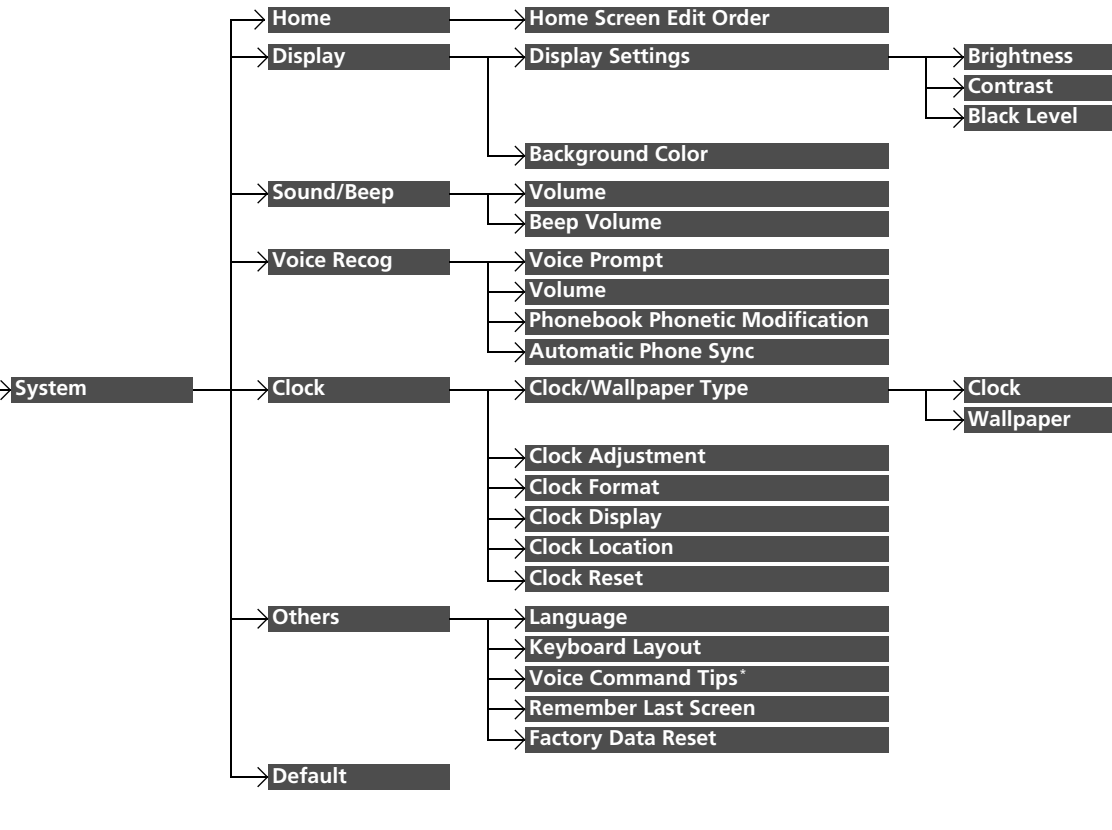 Home
Home Screen Edit Order
Display
Display Settings
Brightness
Contrast
Black Level
Background Color
Sound/Beep
Volume
Beep Volume
Voice Recog
Voice Prompt
Volume
Phonebook Phonetic Modification
Automatic Phone Sync
System
Clock
Clock/Wallpaper Type
Clock
Wallpaper
Clock Adjustment
Clock Format
Clock Display
Clock Location
Clock Reset
Others
Language
Keyboard Layout
Voice Command Tips*
Remember Last Screen
Factory Data Reset
Default